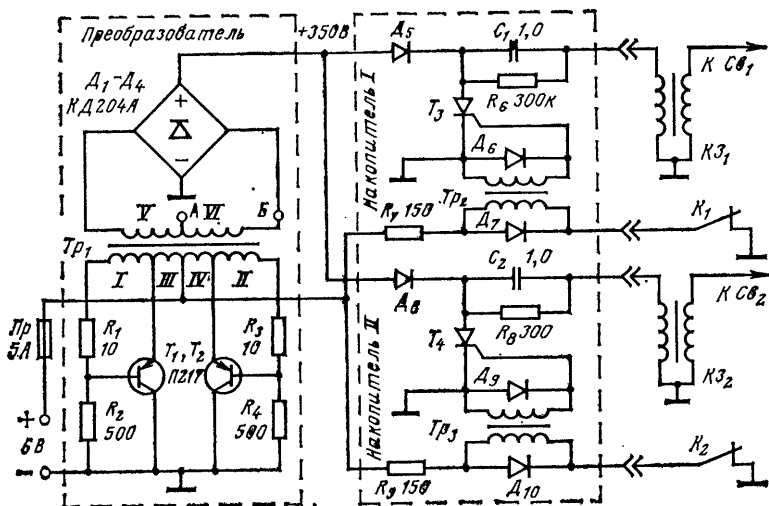 Преобразователь
+350В
Д1-Д4
КД204А
+
−
V
А
VI
Б
Тр1
I
III
IV
II
Пр
5А
R1
10
R3
10
Т1, Т2
П217
R2
500
R4
500
+
6В
−
Накопитель I
Д5
С1 1,0
R6 300к
Т3
Д6
Тр2
R7 150
Д7
К Св1
КЗ1
К1
Накопитель II
Д8
С2 1,0
R8 300
Т4
Д9
Тр3
R9 150
Д10
К Св2
КЗ2
К2